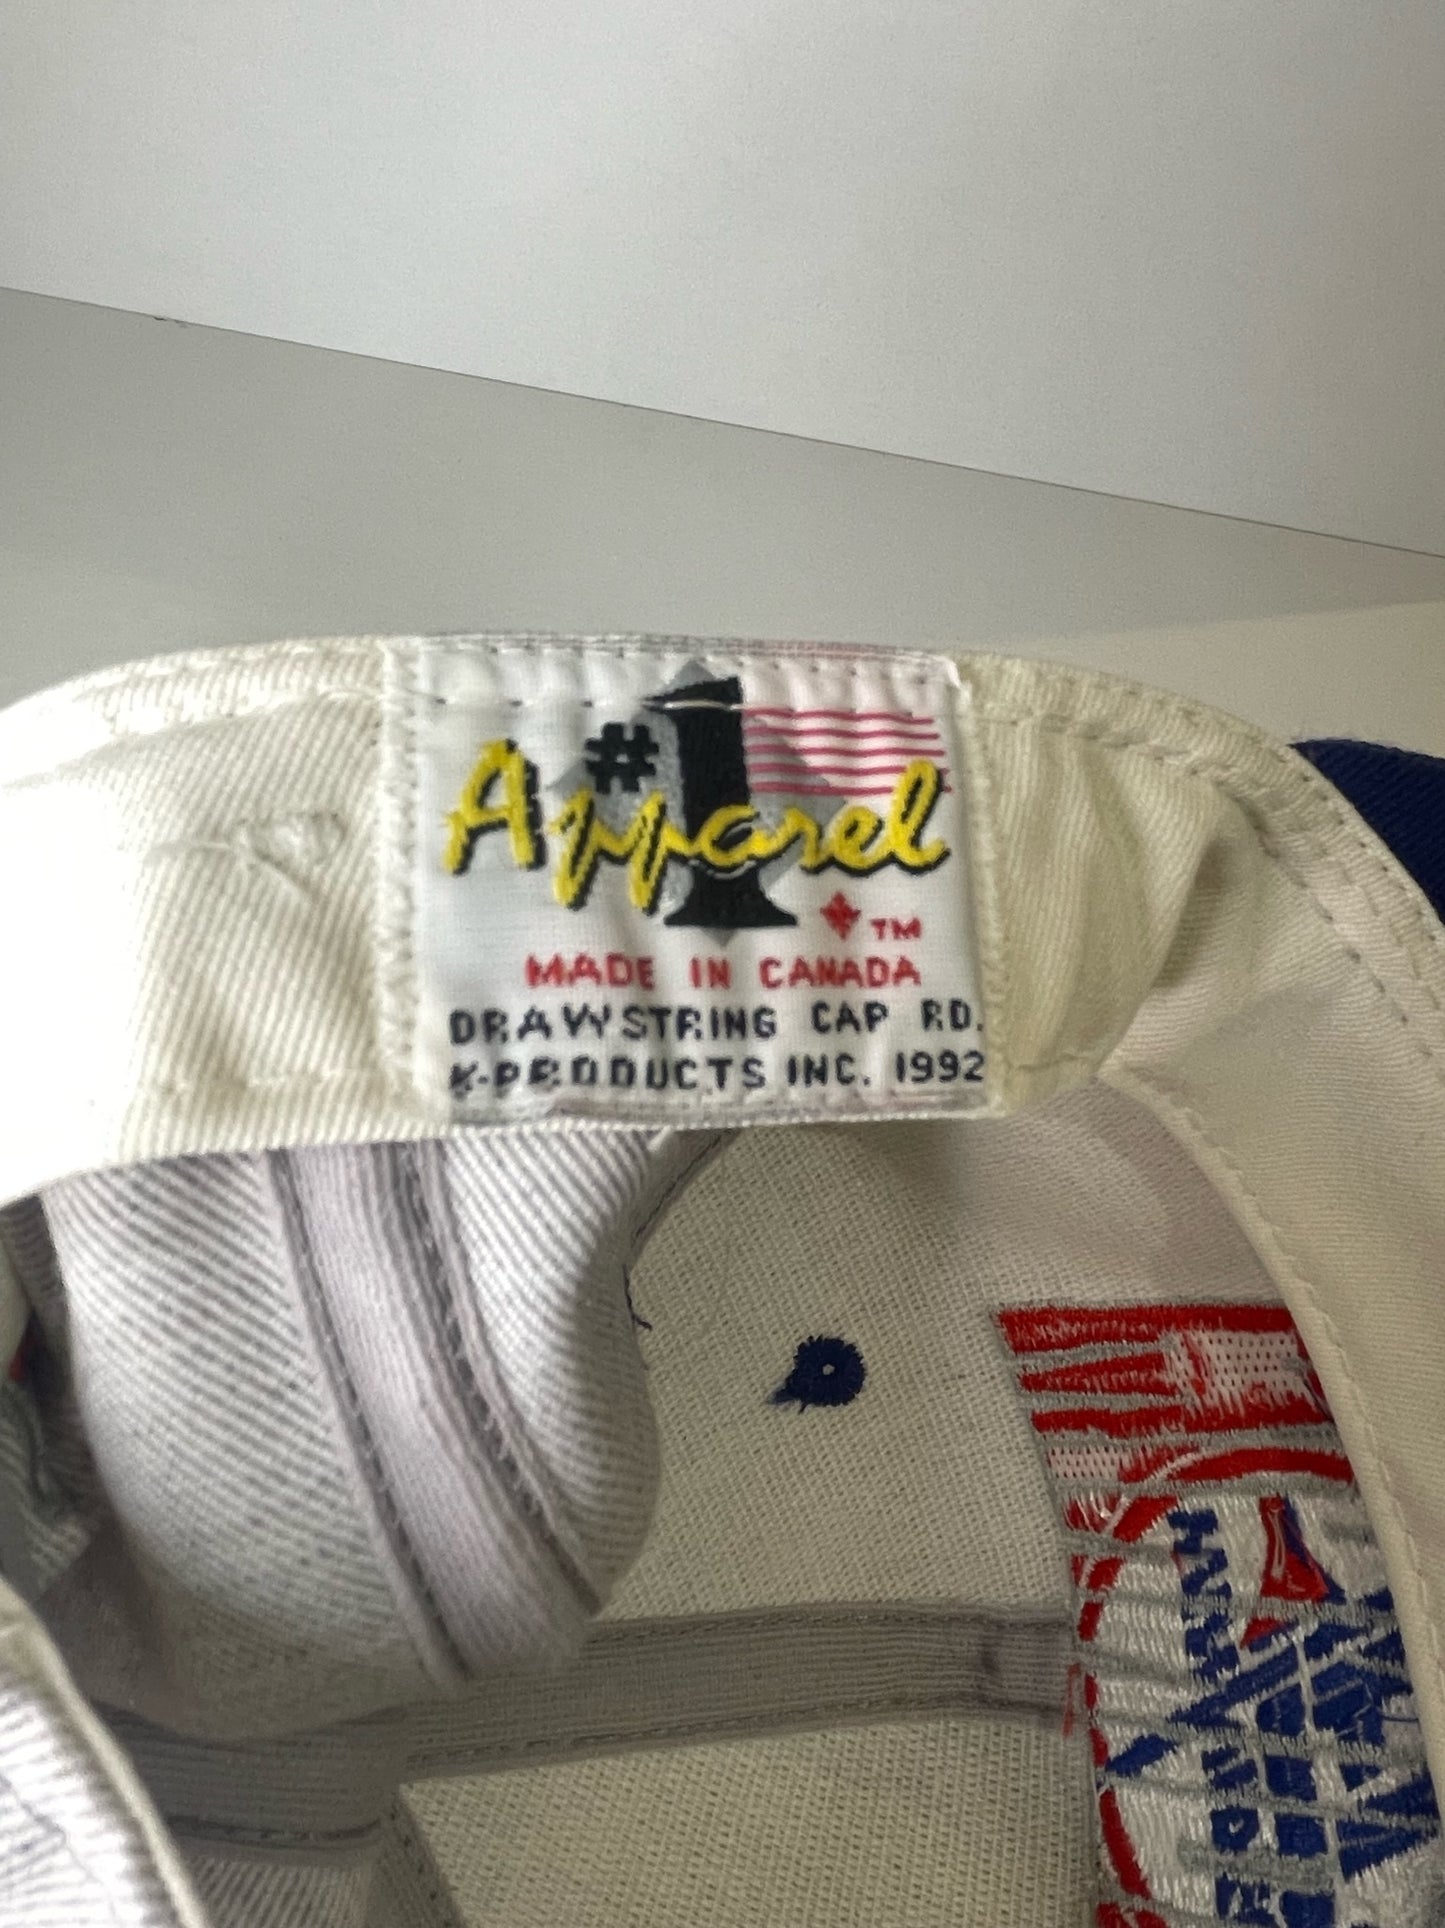 #1
Apparel
TM
MADE IN CANADA
DRAWSTRING CAP RD.
K-PRODUCTS INC. 1992